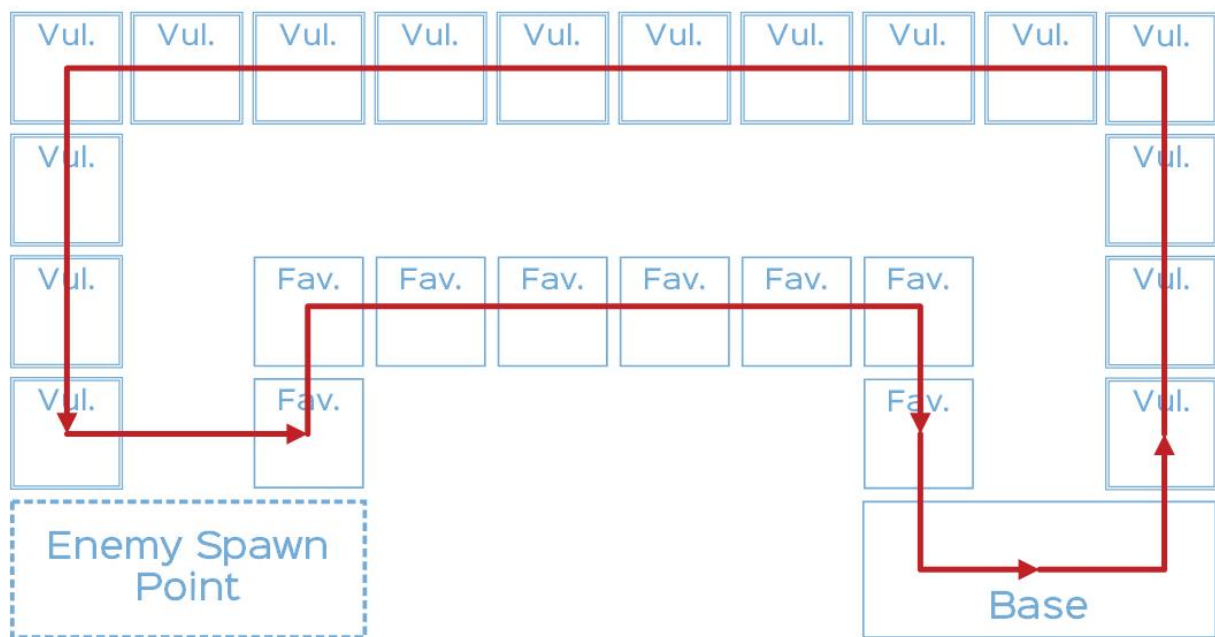 Vul. Vul. Vul. Vul. Vul. Vul. Vul. Vul. Vul. Vul.
Vul. Vul.
Vul. Fav. Fav. Fav. Fav. Fav. Fav. Vul.
Vul. Fav. Fav. Vul.
Enemy Spawn
Point
Base